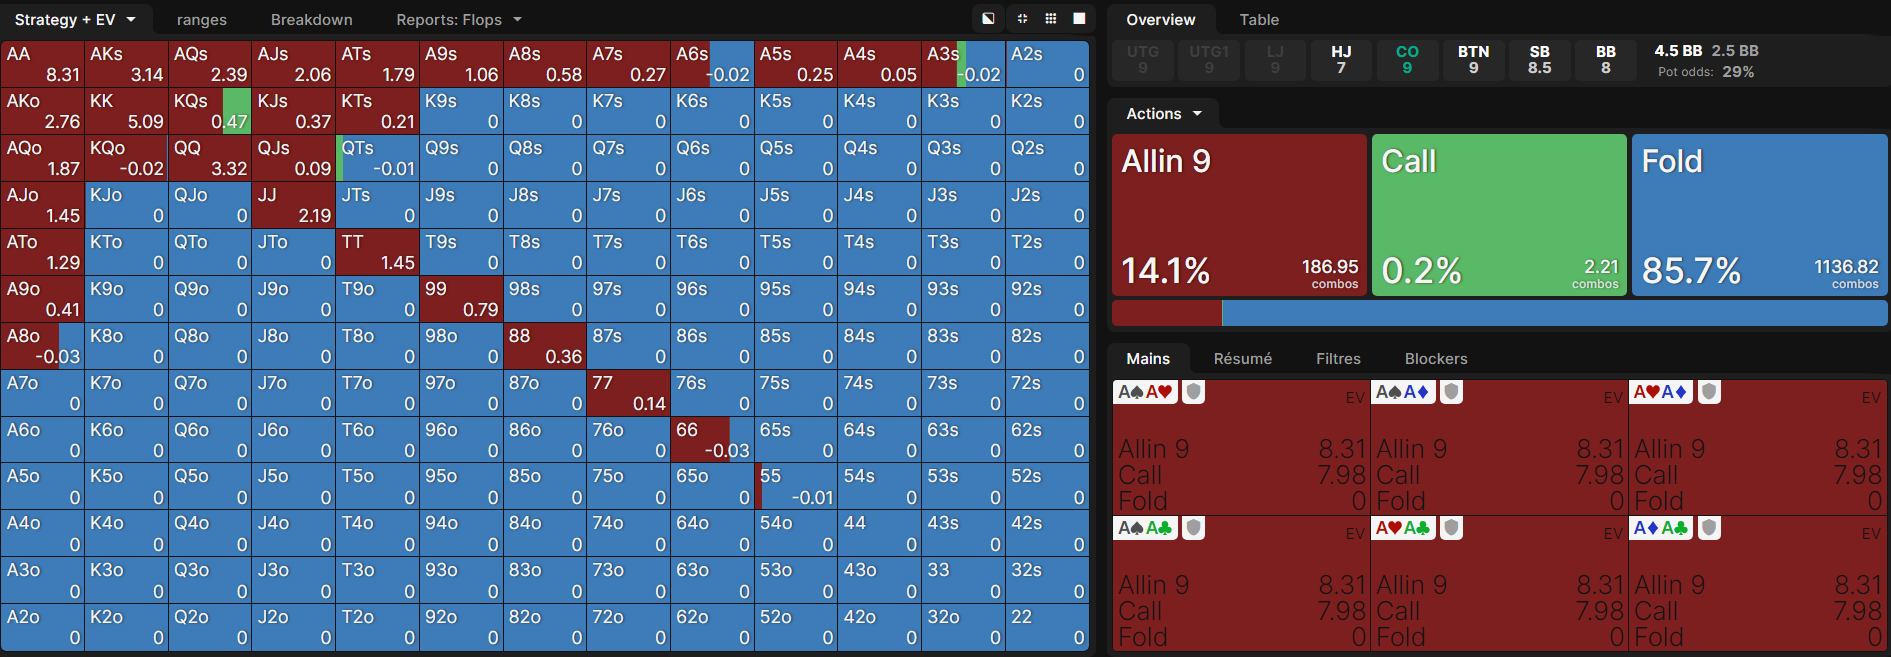 Strategy + EV ranges Breakdown Reports: Flops
AA AKs AQs AJs ATs A9s A8s A7s A6s A5s A4s A3s A2s
8.31 3.14 2.39 2.06 1.79 1.06 0.58 0.27 -0.02 0.25 0.05 -0.02 0
AKo KK KQs KJs KTs K9s K8s K7s K6s K5s K4s K3s K2s
2.76 5.09 0.47 0.37 0.21 0 0 0 0 0 0 0 0
AQo KQo QQ QJs QTs Q9s Q8s Q7s Q6s Q5s Q4s Q3s Q2s
1.87 -0.02 3.32 0.09 -0.01 0 0 0 0 0 0 0 0
AJo KJo QJo JJ JTs J9s J8s J7s J6s J5s J4s J3s J2s
1.45 0 0 2.19 0 0 0 0 0 0 0 0 0
ATo KTo QTo JTo TT T9s T8s T7s T6s T5s T4s T3s T2s
1.29 0 0 0 1.45 0 0 0 0 0 0 0 0
A9o K9o Q9o J9o T9o 99 98s 97s 96s 95s 94s 93s 92s
0.41 0 0 0 0 0.79 0 0 0 0 0 0 0
A8o K8o Q8o J8o T8o 98o 88 87s 86s 85s 84s 83s 82s
-0.03 0 0 0 0 0 0.36 0 0 0 0 0 0
A7o K7o Q7o J7o T7o 97o 87o 77 76s 75s 74s 73s 72s
0 0 0 0 0 0 0 0.14 0 0 0 0 0
A6o K6o Q6o J6o T6o 96o 86o 76o 66 65s 64s 63s 62s
0 0 0 0 0 0 0 0 -0.03 0 0 0 0
A5o K5o Q5o J5o T5o 95o 85o 75o 65o 55 54s 53s 52s
0 0 0 0 0 0 0 0 0 -0.01 0 0 0
A4o K4o Q4o J4o T4o 94o 84o 74o 64o 54o 44 43s 42s
0 0 0 0 0 0 0 0 0 0 0 0 0
A3o K3o Q3o J3o T3o 93o 83o 73o 63o 53o 43o 33 32s
0 0 0 0 0 0 0 0 0 0 0 0 0
A2o K2o Q2o J2o T2o 92o 82o 72o 62o 52o 42o 32o 22
0 0 0 0 0 0 0 0 0 0 0 0 0
Overview Table
UTG UTG1 LJ HJ CO BTN SB BB 4.5 BB 2.5 BB
9 9 9 7 9 9 8.5 8 Pot odds: 29%
Actions
Allin 9 Call Fold
14.1% 186.95 combos 0.2% 2.21 combos 85.7% 1136.82 combos
Mains Résumé Filtres Blockers
A♠A♥ EV A♠A♦ EV A♥A♦ EV
Allin 9 8.31 Allin 9 8.31 Allin 9 8.31
Call 7.98 Call 7.98 Call 7.98
Fold 0 Fold 0 Fold 0
A♠A♣ EV A♥A♣ EV A♦A♣ EV
Allin 9 8.31 Allin 9 8.31 Allin 9 8.31
Call 7.98 Call 7.98 Call 7.98
Fold 0 Fold 0 Fold 0